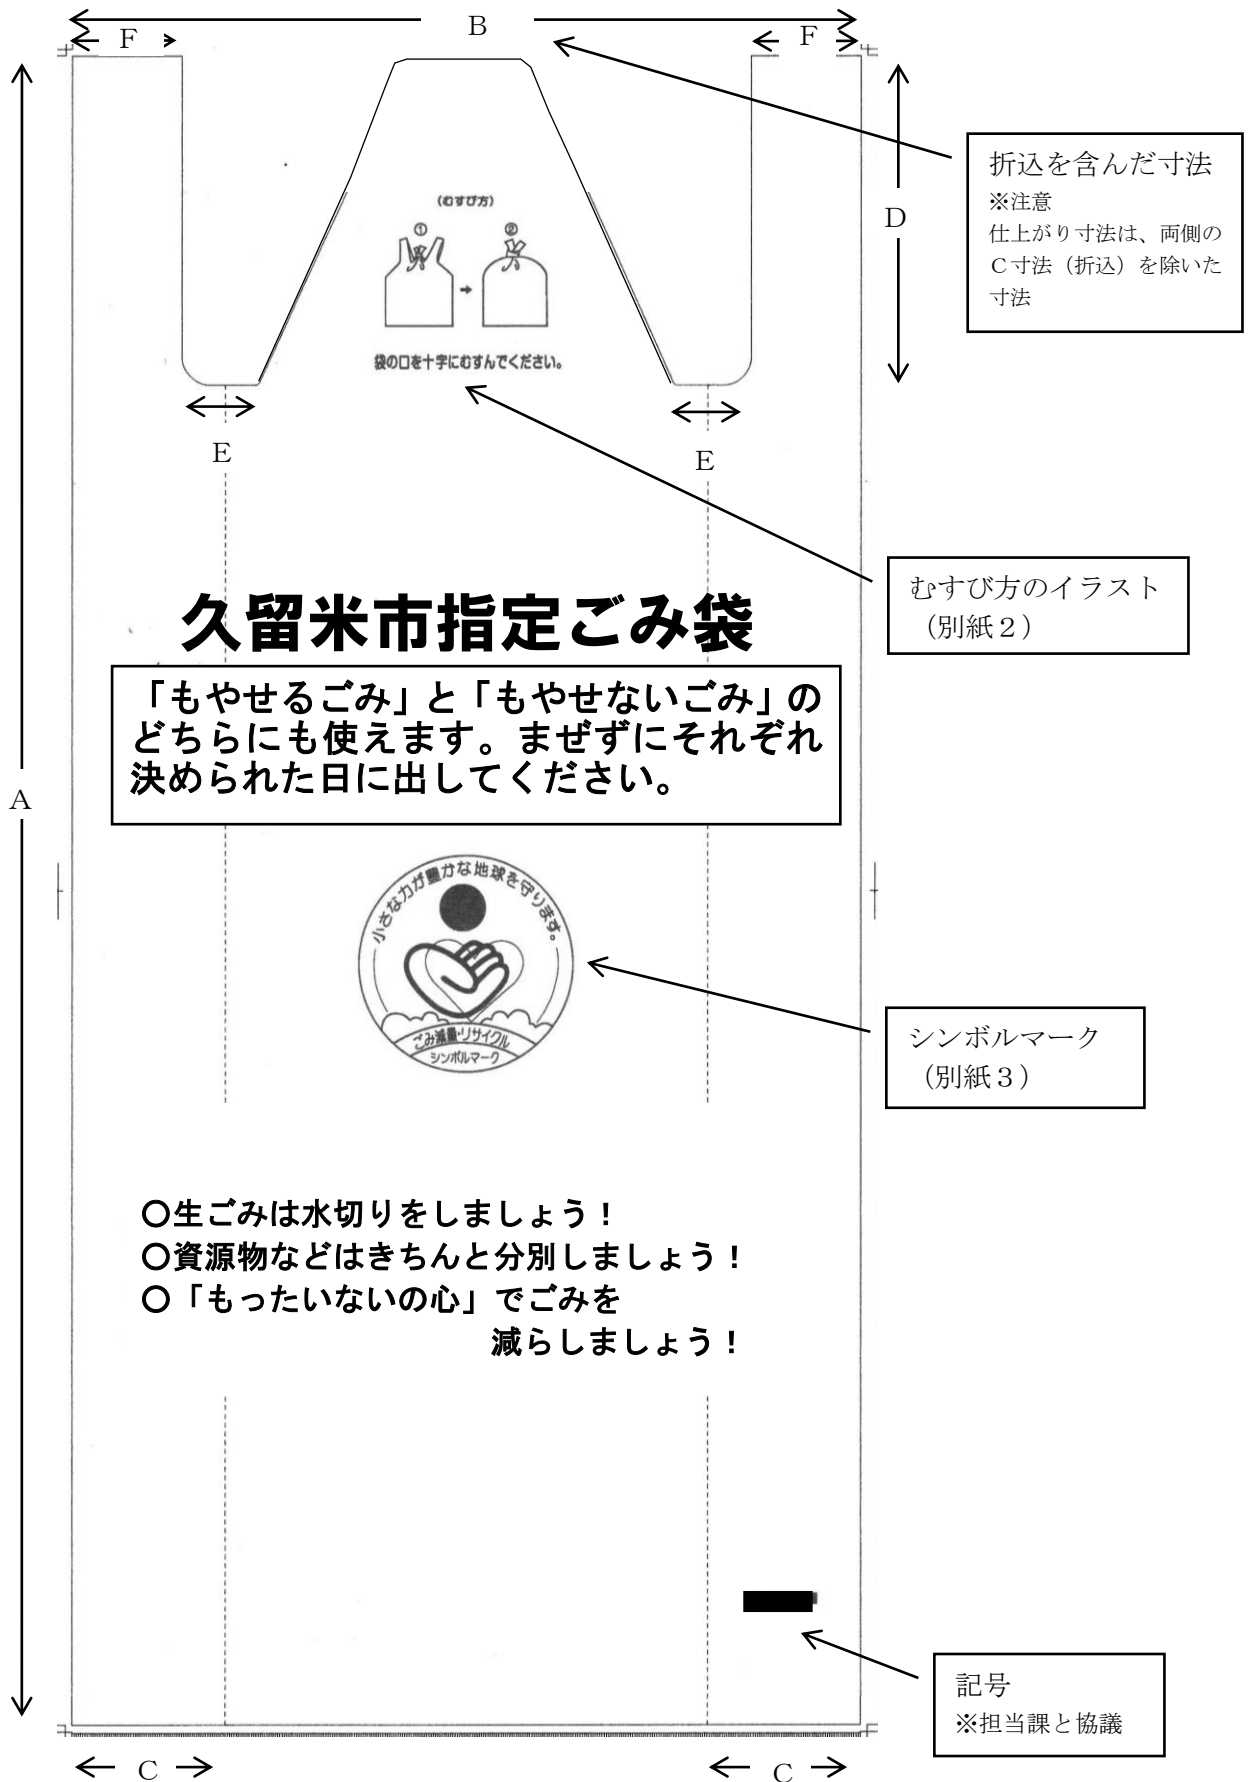 B
F
F
折込を含んだ寸法
※注意
仕上がり寸法は、両側の
C寸法（折込）を除いた
寸法
D
(むすび方)
①
②
袋の口を十字にむすんでください。
E
E
むすび方のイラスト
（別紙２）
久留米市指定ごみ袋
「もやせるごみ」と「もやせないごみ」の
どちらにも使えます。まぜずにそれぞれ
決められた日に出してください。
A
小さな力が豊かな地球を守ります。
ごみ減量・リサイクル
シンボルマーク
シンボルマーク
（別紙３）
○生ごみは水切りをしましょう！
○資源物などはきちんと分別しましょう！
○「もったいないの心」でごみを
減らしましょう！
記号
※担当課と協議
C
C